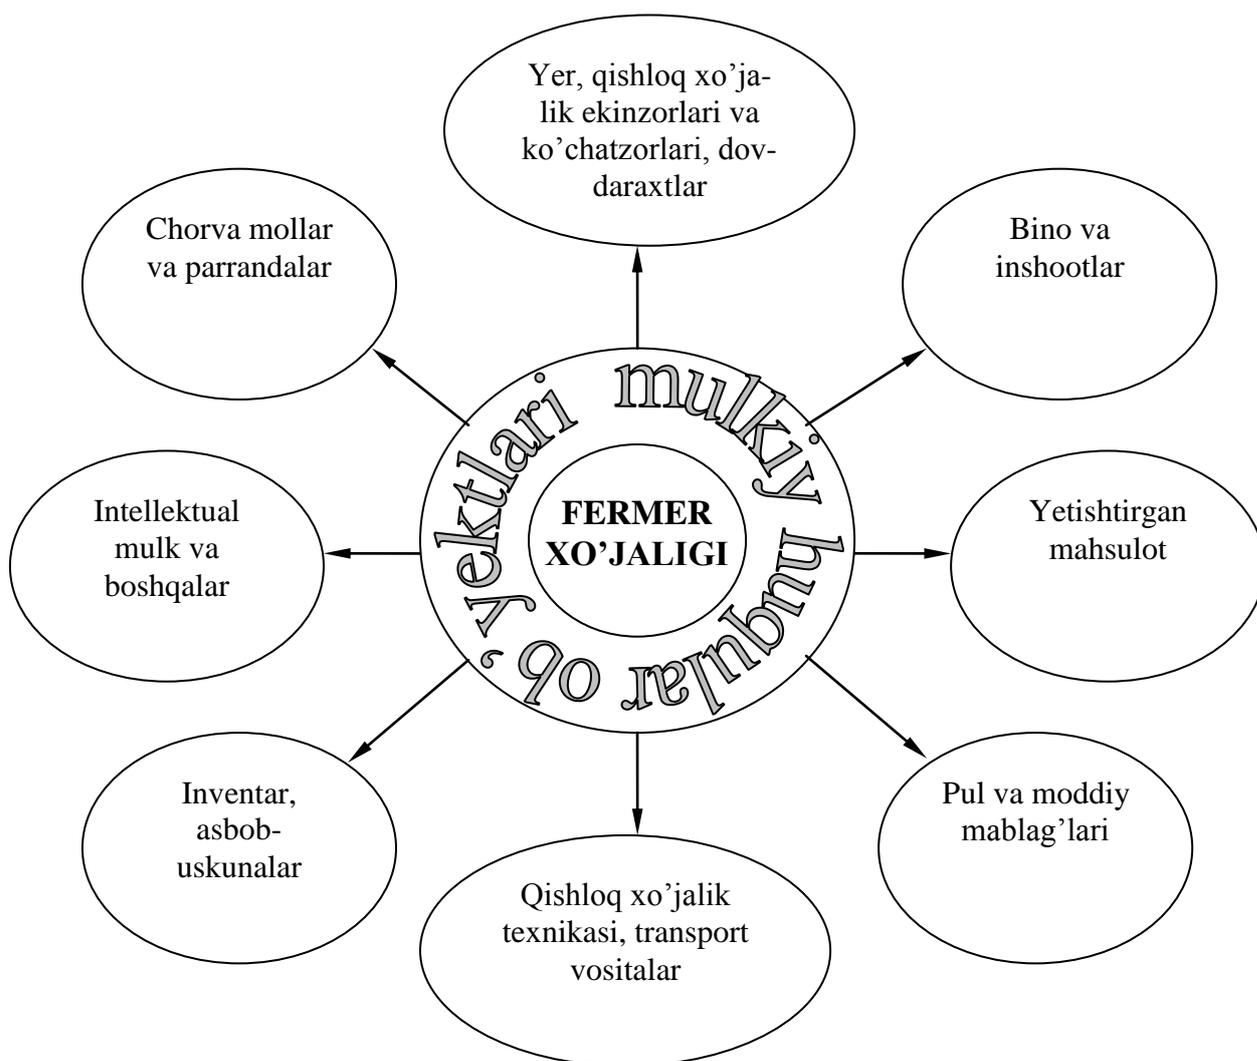 Yer, qishloq xo’ja-
lik ekinzorlari va
ko’chatzorlari, dov-
daraxtlar
Chorva mollar
va parrandalar
Bino va
inshootlar
mulkiy huqular ob’yektlari
FERMER
XO’JALIGI
Intellektual
mulk va
boshqalar
Yetishtirgan
mahsulot
Inventar,
asbob-
uskunalar
Pul va moddiy
mablag’lari
Qishloq xo’jalik
texnikasi, transport
vositalar